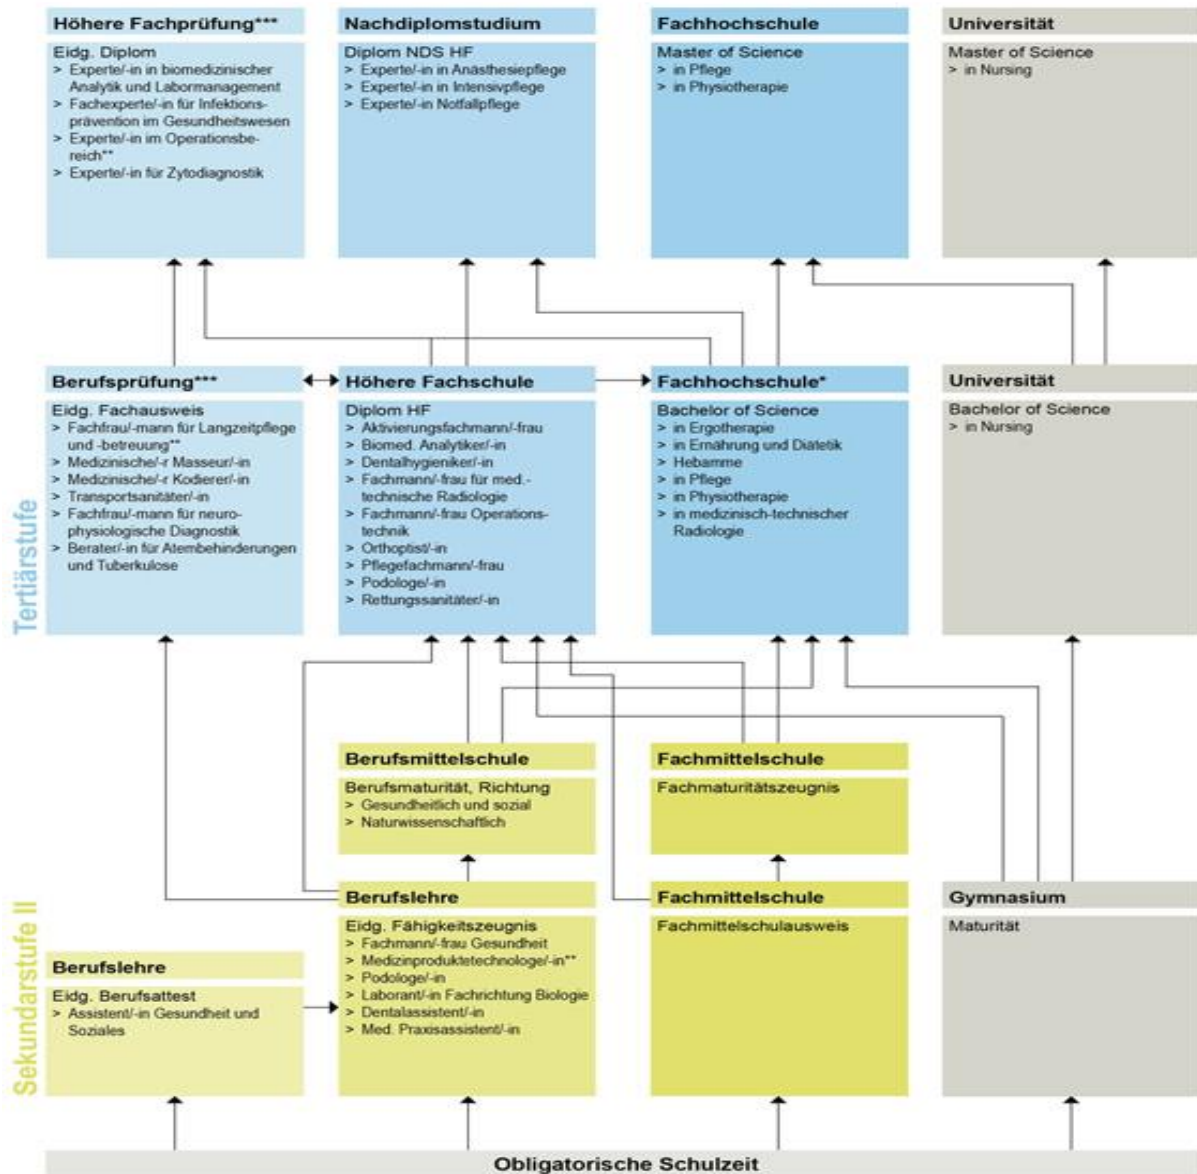 Höhere Fachprüfung***
Eidg. Diplom
> Experte/-in in biomedizinischer
Analytik und Labormanagement
> Fachexperte/-in für Infektions-
prävention im Gesundheitswesen
> Experte/-in im Operationsbe-
reich**
> Experte/-in für Zytodiagnostik
Nachdiplomstudium
Diplom NDS HF
> Experte/-in in Anästhesiepflege
> Experte/-in in Intensivpflege
> Experte/-in Notfallpflege
Fachhochschule
Master of Science
> in Pflege
> in Physiotherapie
Universität
Master of Science
> in Nursing
Tertiärstufe
Berufsprüfung***
Eidg. Fachausweis
> Fachfrau/-mann für Langzeitpflege
und -betreuung**
> Medizinische/-r Masseur/-in
> Medizinische/-r Kodierer/-in
> Transportsanitäter/-in
> Fachfrau/-mann für neuro-
physiologische Diagnostik
> Berater/-in für Atembehinderungen
und Tuberkulose
Höhere Fachschule
Diplom HF
> Aktivierungsfachmann/-frau
> Biomed. Analytiker/-in
> Dentalhygieniker/-in
> Fachmann/-frau für med.-
technische Radiologie
> Fachmann/-frau Operations-
technik
> Orthoptist/-in
> Pflegefachmann/-frau
> Podologe/-in
> Rettungssanitäter/-in
Fachhochschule*
Bachelor of Science
> in Ergotherapie
> in Ernährung und Diätetik
> Hebamme
> in Pflege
> in Physiotherapie
> in medizinisch-technischer
Radiologie
Universität
Bachelor of Science
> in Nursing
Sekundarstufe II
Berufsmittelschule
Berufsmaturität, Richtung
> Gesundheitlich und sozial
> Naturwissenschaftlich
Fachmittelschule
Fachmaturitätszeugnis
Berufslehre
Eidg. Berufsattest
> Assistent/-in Gesundheit und
Soziales
Berufslehre
Eidg. Fähigkeitszeugnis
> Fachmann/-frau Gesundheit
> Medizinproduktetechnologe/-in**
> Podologe/-in
> Laborant/-in Fachrichtung Biologie
> Dentalassistent/-in
> Med. Praxisassistent/-in
Fachmittelschule
Fachmittelschulausweis
Gymnasium
Maturität
Obligatorische Schulzeit